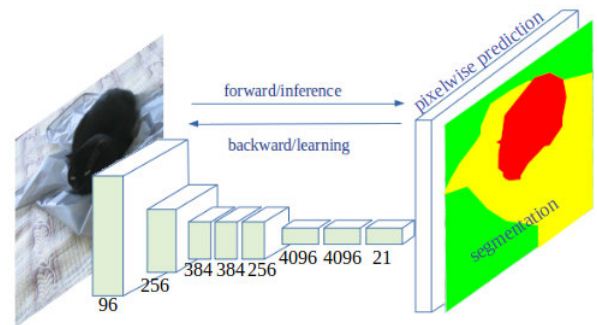 forward/inference
backward/learning
pixelwise prediction
segmentation
96
256
384
384
256
4096
4096
21